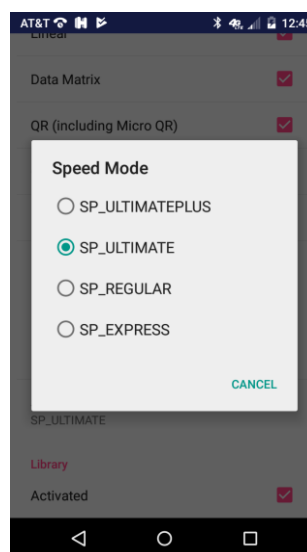 AT&T 12:45
Linear
Data Matrix
QR (including Micro QR)
Speed Mode
SP_ULTIMATEPLUS
SP_ULTIMATE
SP_REGULAR
SP_EXPRESS
CANCEL
SP_ULTIMATE
Library
Activated